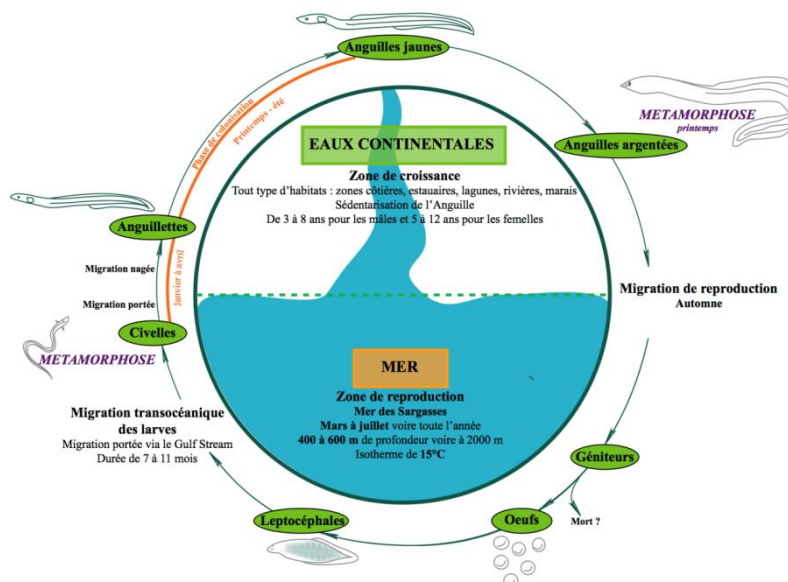 Anguilles jaunes
METAMORPHOSE
printemps
Anguilles argentées
Phase de colonisation
Printemps - été
EAUX CONTINENTALES
Zone de croissance
Tout type d'habitats : zones côtières, estauaires, lagunes, rivières, marais
Sédentarisation de l'Anguille
De 3 à 8 ans pour les mâles et 5 à 12 ans pour les femelles
Anguillettes
Migration nagée
Migration portée
Janvier à avril
Civelles
METAMORPHOSE
Migration de reproduction
Automne
MER
Zone de reproduction
Mer des Sargasses
Mars à juillet voire toute l'année
400 à 600 m de profondeur voire à 2000 m
Isotherme de 15°C
Migration transocéanique
des larves
Migration portée via le Gulf Stream
Durée de 7 à 11 mois
Géniteurs
Leptocéphales
Oeufs
Mort ?